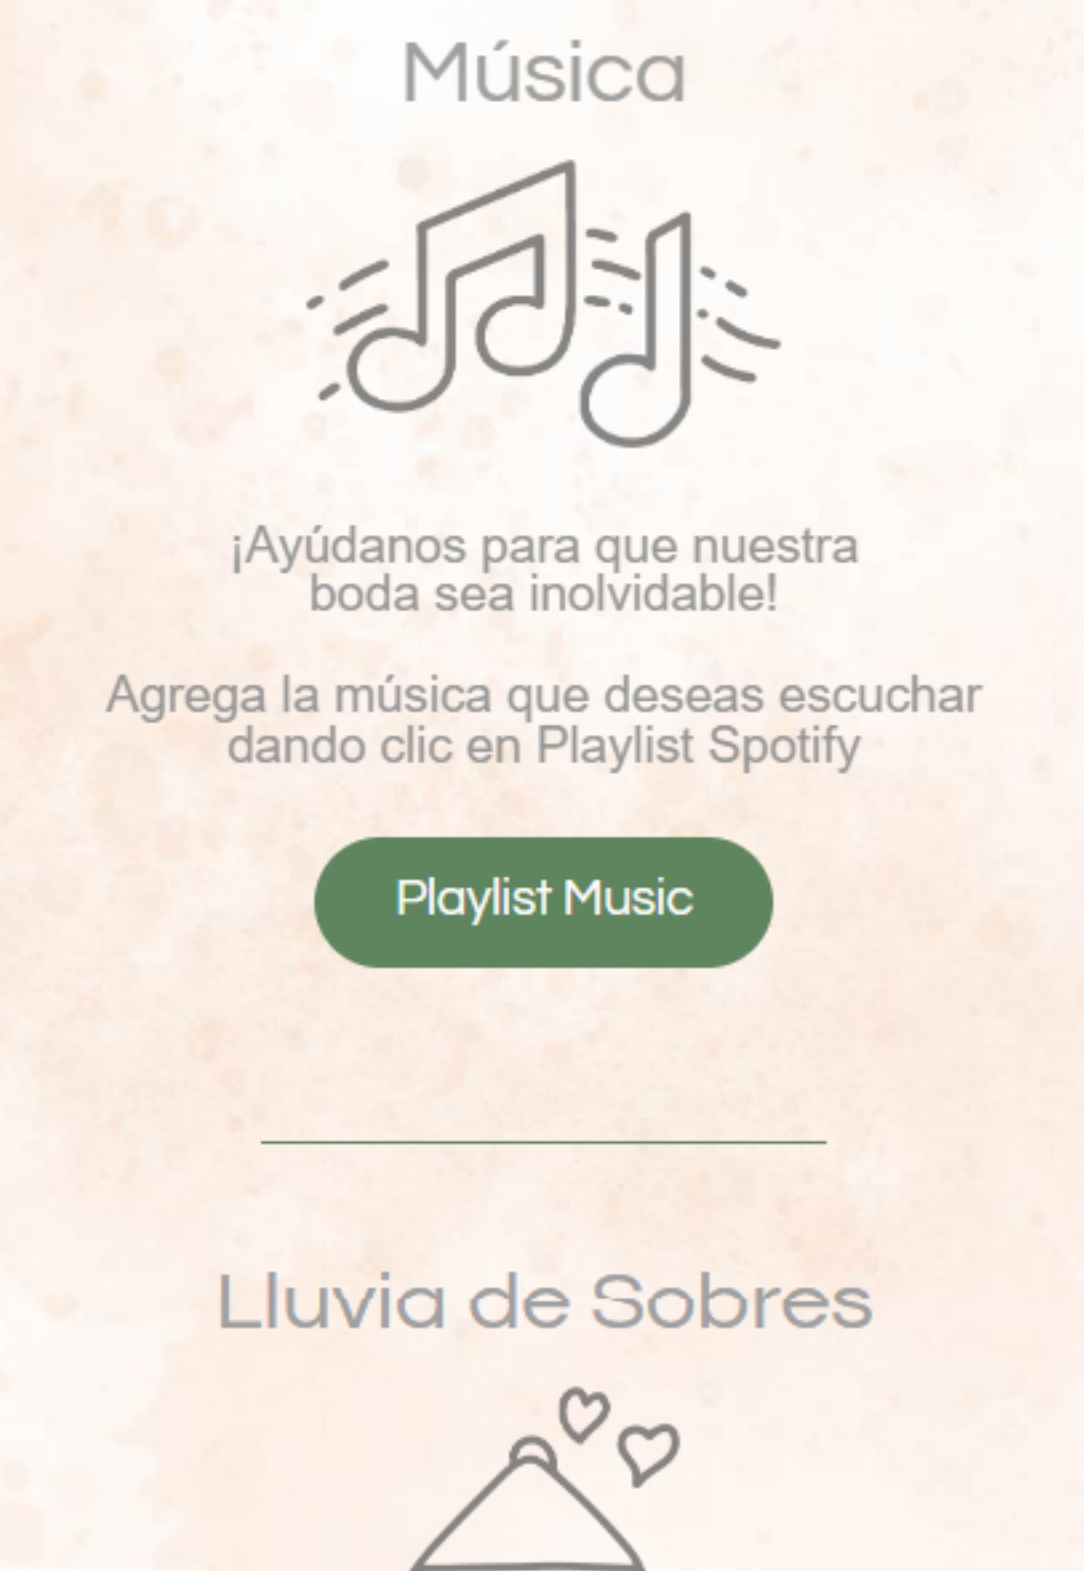 Música
¡Ayúdanos para que nuestra
boda sea inolvidable!
Agrega la música que deseas escuchar
dando clic en Playlist Spotify
Playlist Music
Lluvia de Sobres